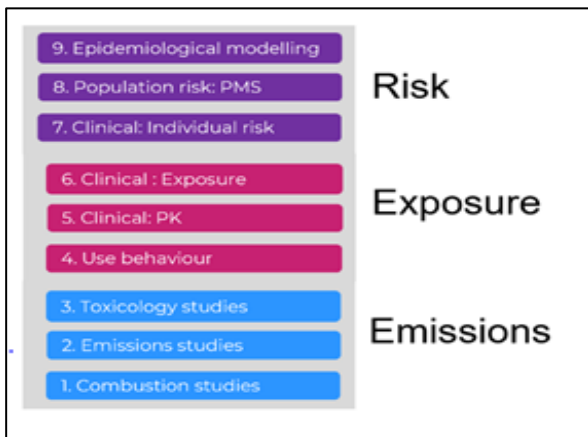 9. Epidemiological modelling
8. Population risk: PMS
7. Clinical: Individual risk
Risk
6. Clinical : Exposure
5. Clinical: PK
4. Use behaviour
Exposure
3. Toxicology studies
2. Emissions studies
1. Combustion studies
Emissions